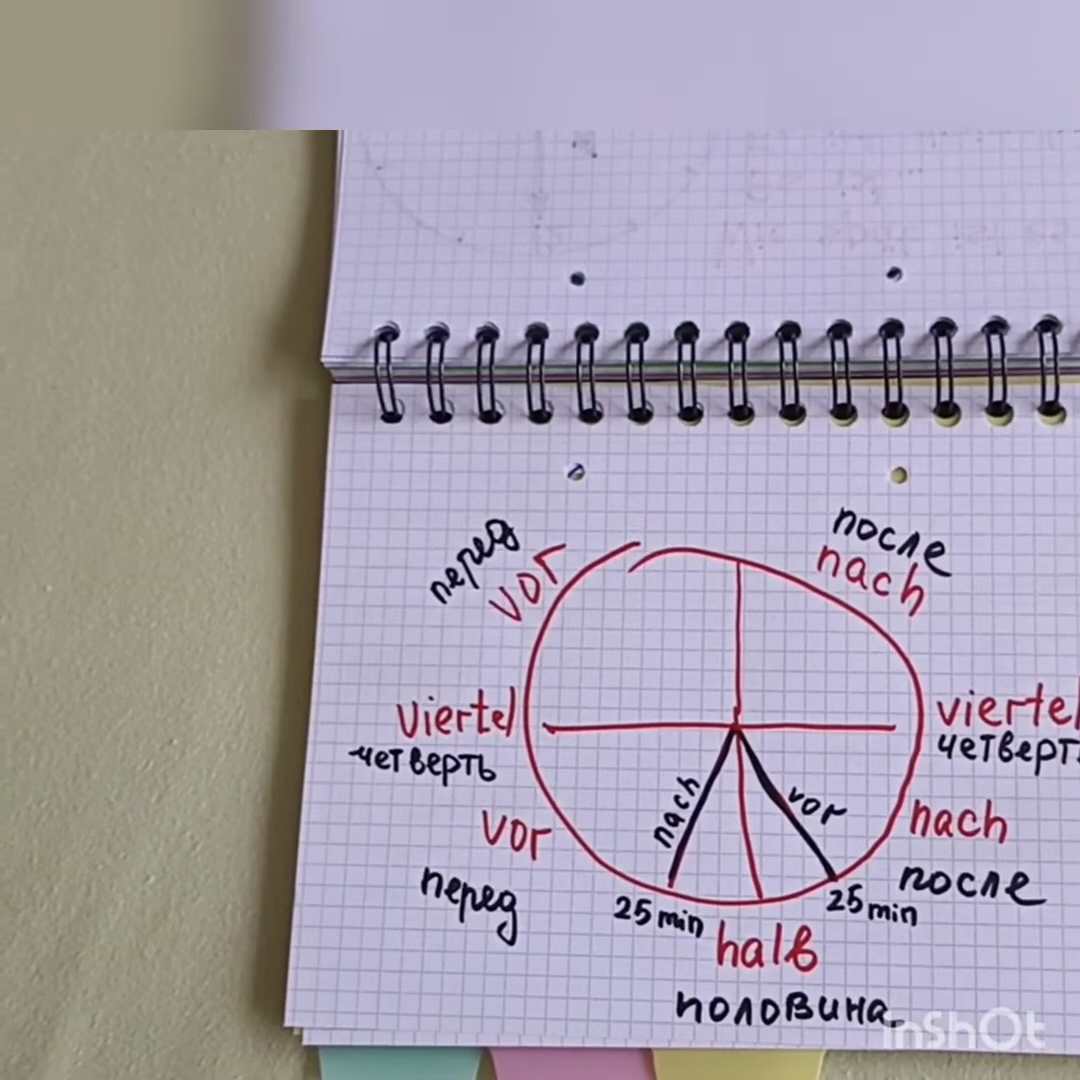 перед
vor
после
nach
viertel
четверть
viertel
четверть
nach
vor
vor
перед
nach
после
25 min
25 min
halb
половина
InShOt